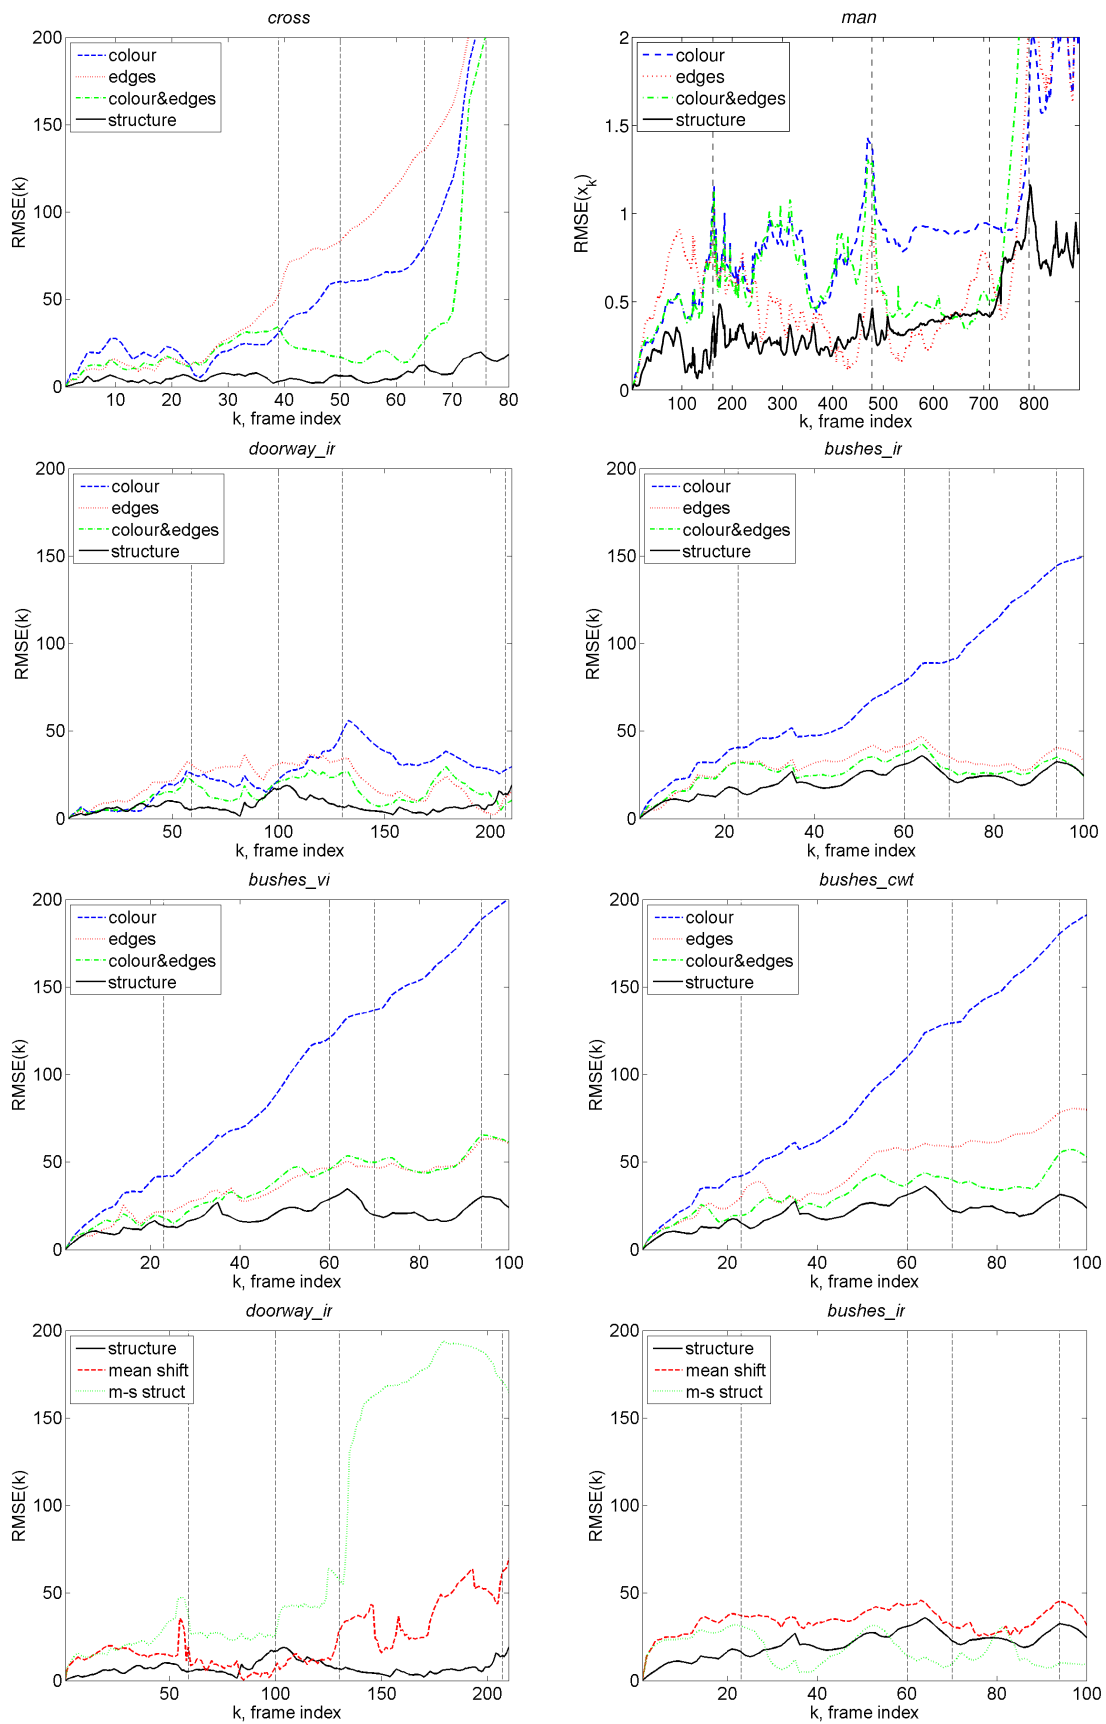 cross
200
150
100
50
0
10 20 30 40 50 60 70 80
RMSE(k)
k, frame index
colour
edges
colour&edges
structure
man
2
1.5
1
0.5
0
100 200 300 400 500 600 700 800
RMSE(xk)
k, frame index
colour
edges
colour&edges
structure
doorway_ir
200
150
100
50
0
50 100 150 200
RMSE(k)
k, frame index
colour
edges
colour&edges
structure
bushes_ir
200
150
100
50
0
20 40 60 80 100
RMSE(k)
k, frame index
colour
edges
colour&edges
structure
bushes_vi
200
150
100
50
0
20 40 60 80 100
RMSE(k)
k, frame index
colour
edges
colour&edges
structure
bushes_cwt
200
150
100
50
0
20 40 60 80 100
RMSE(k)
k, frame index
colour
edges
colour&edges
structure
doorway_ir
200
150
100
50
0
50 100 150 200
RMSE(k)
k, frame index
structure
mean shift
m-s struct
bushes_ir
200
150
100
50
0
20 40 60 80 100
RMSE(k)
k, frame index
structure
mean shift
m-s struct